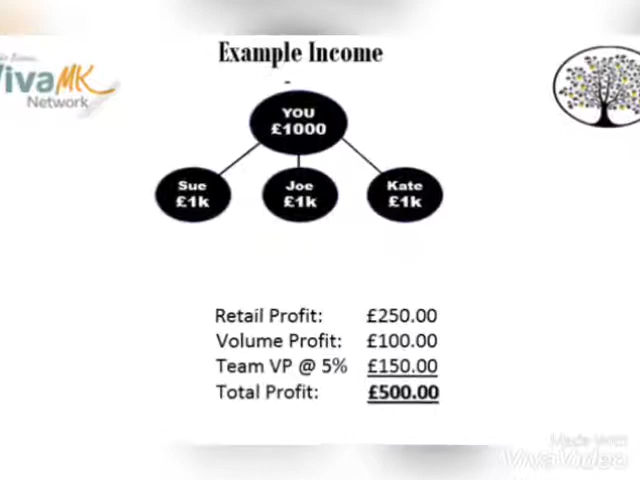 Example Income
VivaMK
Network
YOU
£1000
Sue
£1k
Joe
£1k
Kate
£1k
Retail Profit: £250.00
Volume Profit: £100.00
Team VP @ 5% £150.00
Total Profit: £500.00
Made With
VivaVideo